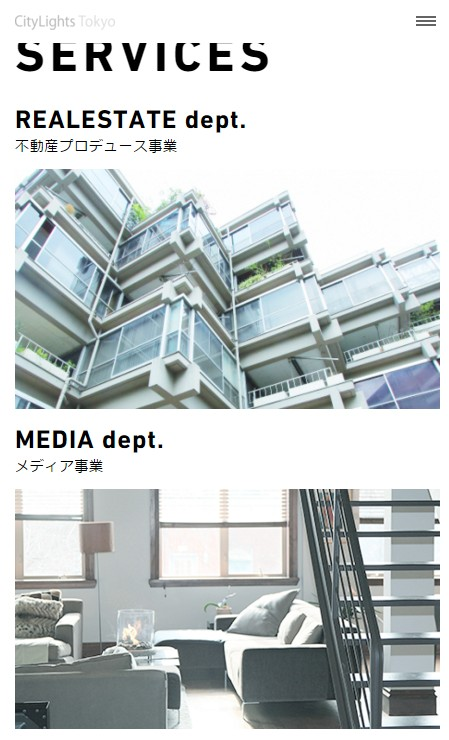 CityLights Tokyo
SERVICES
REALESTATE dept.
不動産プロデュース事業
MEDIA dept.
メディア事業